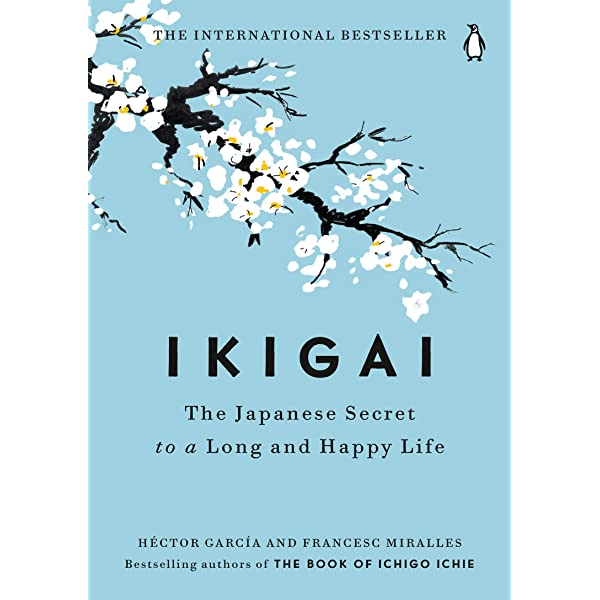 THE INTERNATIONAL BESTSELLER
IKIGAI
The Japanese Secret
to a Long and Happy Life
HÉCTOR GARCÍA AND FRANCESC MIRALLES
Bestselling authors of THE BOOK OF ICHIGO ICHIE